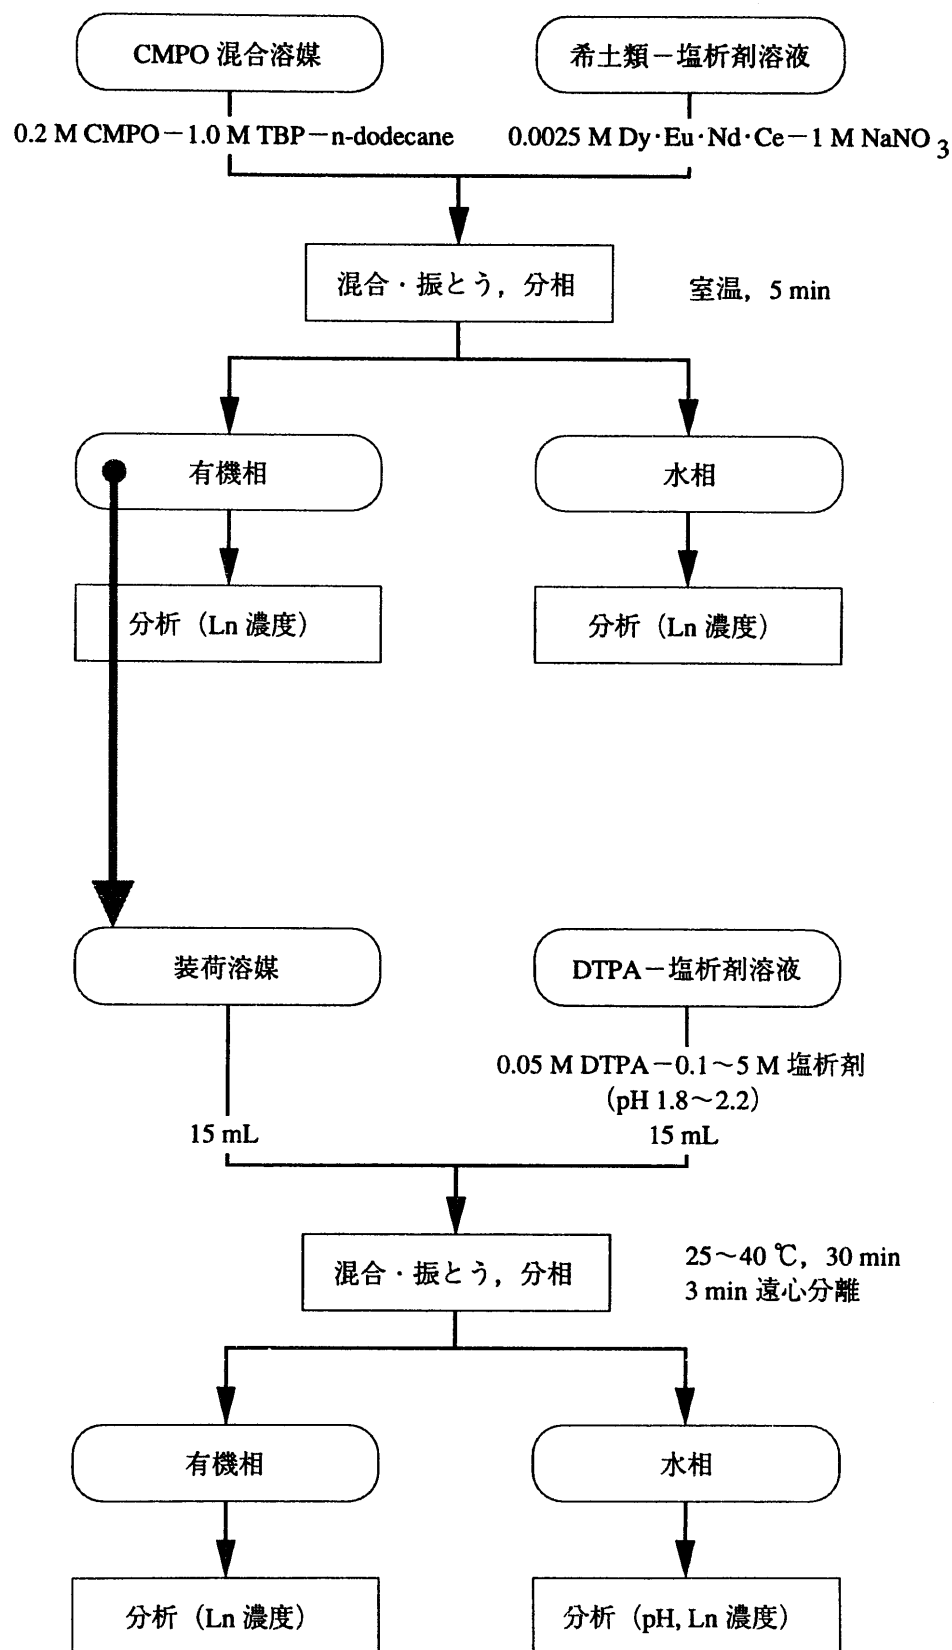 CMPO 混合溶媒
希土類－塩析剤溶液
0.2 M CMPO－1.0 M TBP－n-dodecane
0.0025 M Dy·Eu·Nd·Ce－1 M NaNO3
混合・振とう，分相
室温，5 min
有機相
水相
分析（Ln 濃度）
分析（Ln 濃度）
装荷溶媒
DTPA－塩析剤溶液
0.05 M DTPA－0.1～5 M 塩析剤
（pH 1.8～2.2）
15 mL
15 mL
混合・振とう，分相
25～40 ℃，30 min
3 min 遠心分離
有機相
水相
分析（Ln 濃度）
分析（pH, Ln 濃度）